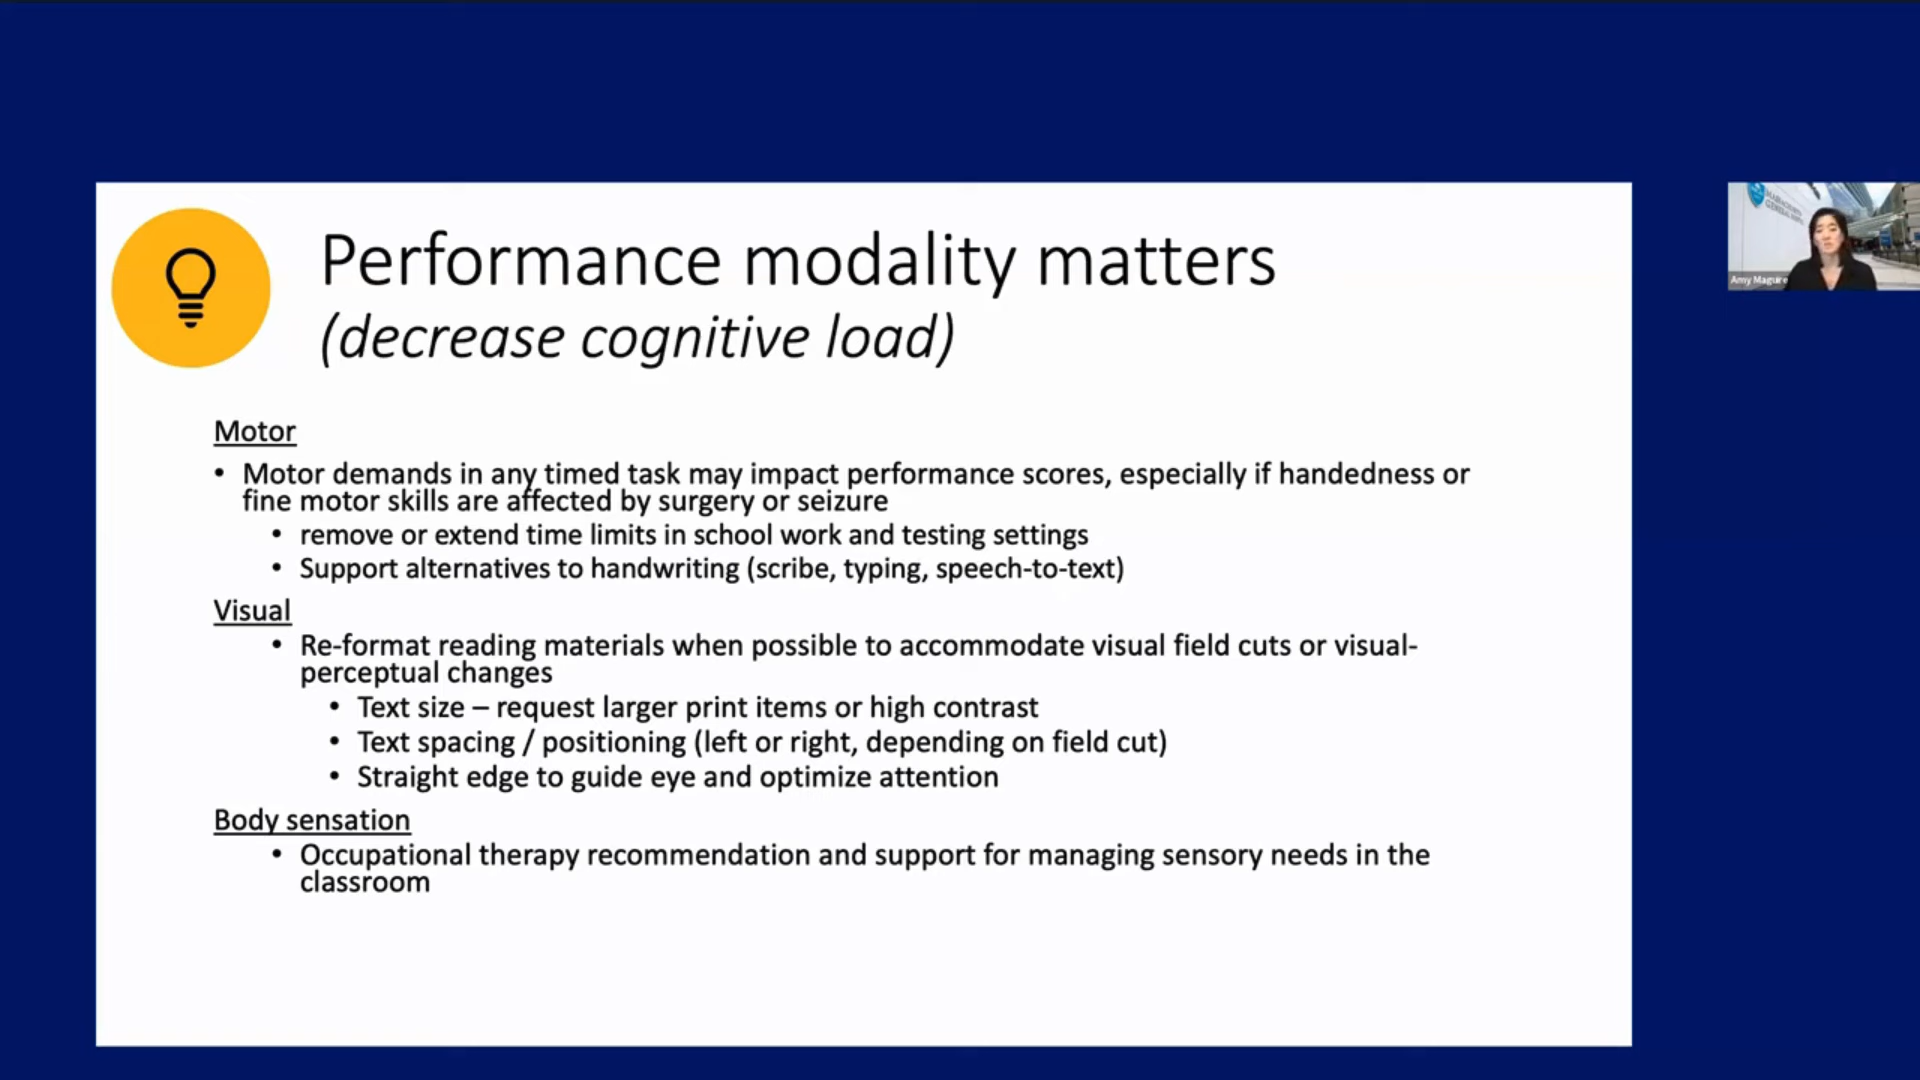 Performance modality matters
(decrease cognitive load)
Motor
• Motor demands in any timed task may impact performance scores, especially if handedness or
fine motor skills are affected by surgery or seizure
• remove or extend time limits in school work and testing settings
• Support alternatives to handwriting (scribe, typing, speech-to-text)
Visual
• Re-format reading materials when possible to accommodate visual field cuts or visual-
perceptual changes
• Text size – request larger print items or high contrast
• Text spacing / positioning (left or right, depending on field cut)
• Straight edge to guide eye and optimize attention
Body sensation
• Occupational therapy recommendation and support for managing sensory needs in the
classroom
MASSACHUSETTS
GENERAL HOSPITAL
Amy Maguire